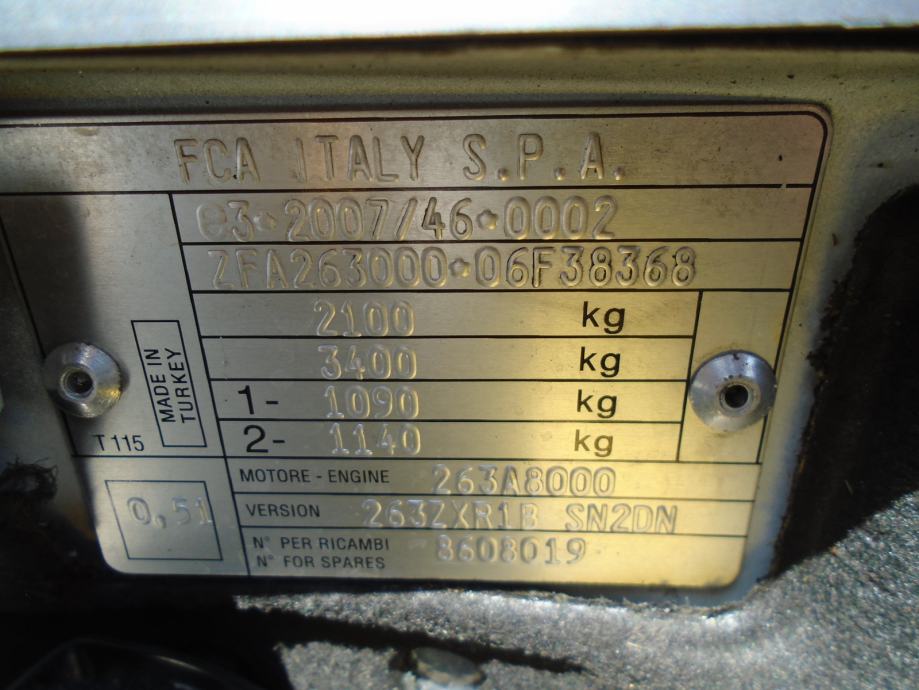 FCA ITALY S.P.A.
e3*2007/46*0002
ZFA263000*06F38368
2100 kg
3400 kg
1- 1090 kg
2- 1140 kg
MADE IN
TURKEY
T115
MOTORE - ENGINE 263A8000
0,51
VERSION 263ZXR1B SN2DN
N° PER RICAMBI
N° FOR SPARES
8608019